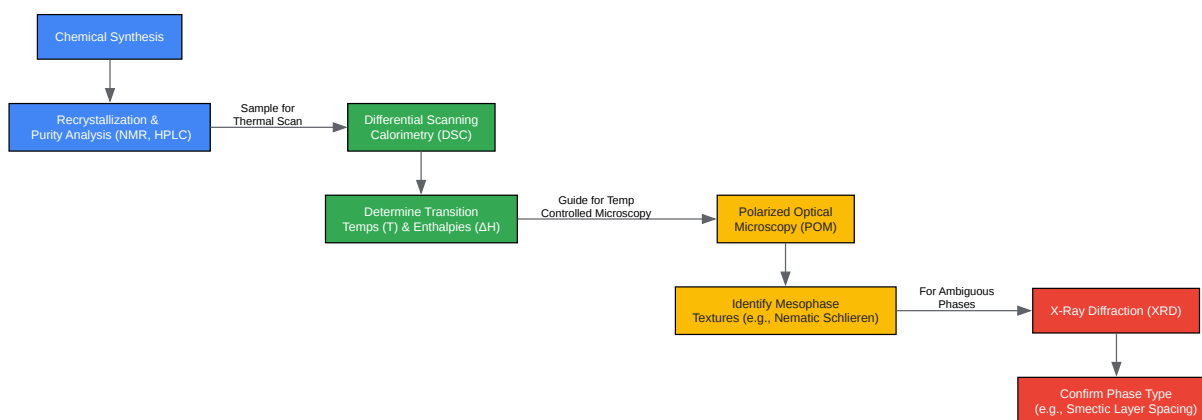 Chemical Synthesis
Recrystallization &
Purity Analysis (NMR, HPLC)
Sample for
Thermal Scan
Differential Scanning
Calorimetry (DSC)
Determine Transition
Temps (T) & Enthalpies (ΔH)
Guide for Temp
Controlled Microscopy
Polarized Optical
Microscopy (POM)
Identify Mesophase
Textures (e.g., Nematic Schlieren)
For Ambiguous
Phases
X-Ray Diffraction (XRD)
Confirm Phase Type
(e.g., Smectic Layer Spacing)